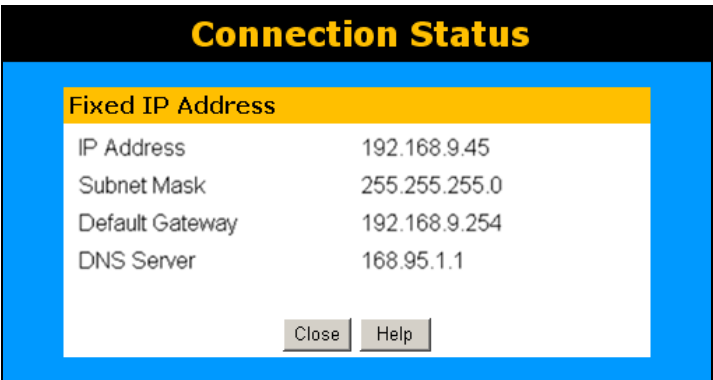 Connection Status
Fixed IP Address
IP Address 192.168.9.45
Subnet Mask 255.255.255.0
Default Gateway 192.168.9.254
DNS Server 168.95.1.1
Close Help